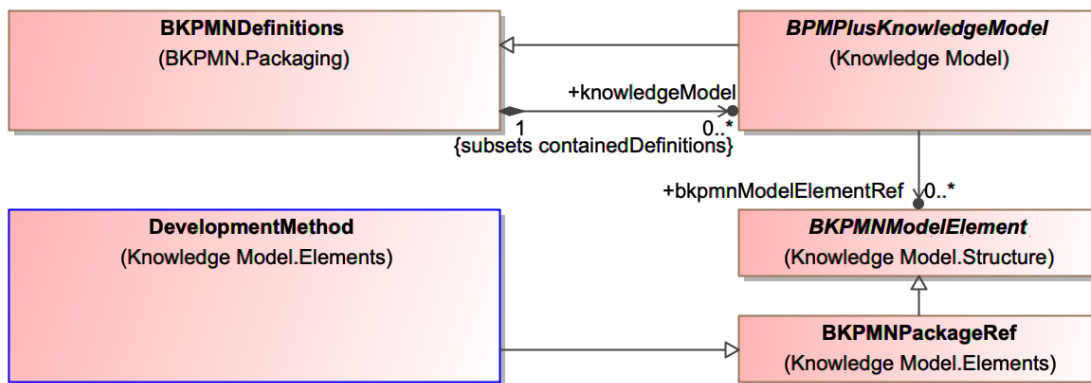 BKPMNDefinitions
(BKPMN.Packaging)
BPMPlusKnowledgeModel
(Knowledge Model)
+knowledgeModel
1
0..*
{subsets containedDefinitions}
+bkpmnModelElementRef
0..*
DevelopmentMethod
(Knowledge Model.Elements)
BKPMNModelElement
(Knowledge Model.Structure)
BKPMNPackageRef
(Knowledge Model.Elements)